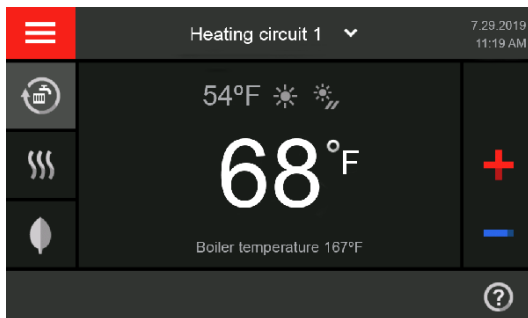 Heating circuit 1
7.29.2019
11:19 AM
54°F
68°F
Boiler temperature 167°F
?